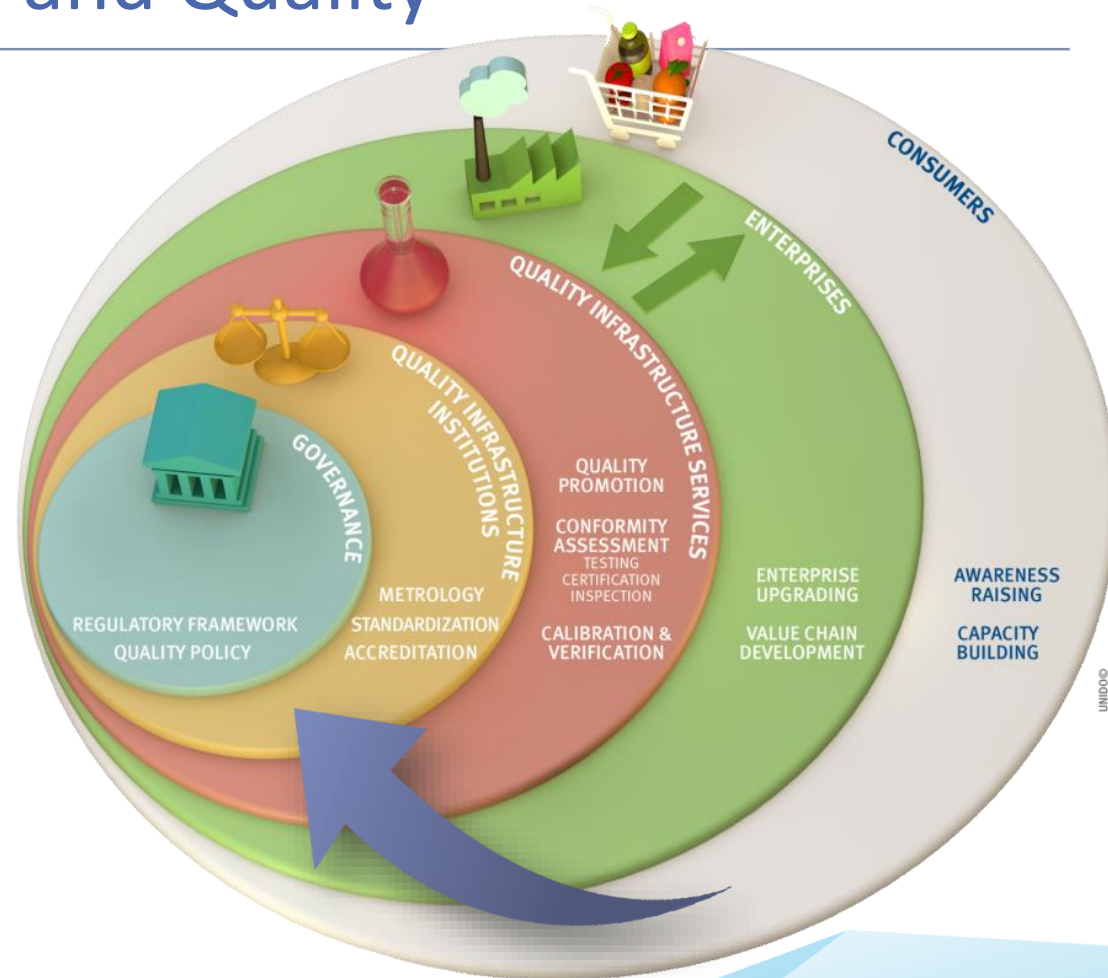 and Quality
CONSUMERS
ENTERPRISES
QUALITY INFRASTRUCTURE SERVICES
QUALITY INFRASTRUCTURE
INSTITUTIONS
GOVERNANCE
REGULATORY FRAMEWORK
QUALITY POLICY
METROLOGY
STANDARDIZATION
ACCREDITATION
QUALITY
PROMOTION
CONFORMITY
ASSESSMENT
TESTING
CERTIFICATION
INSPECTION
CALIBRATION &
VERIFICATION
ENTERPRISE
UPGRADING
VALUE CHAIN
DEVELOPMENT
AWARENESS
RAISING
CAPACITY
BUILDING
UNIDO©